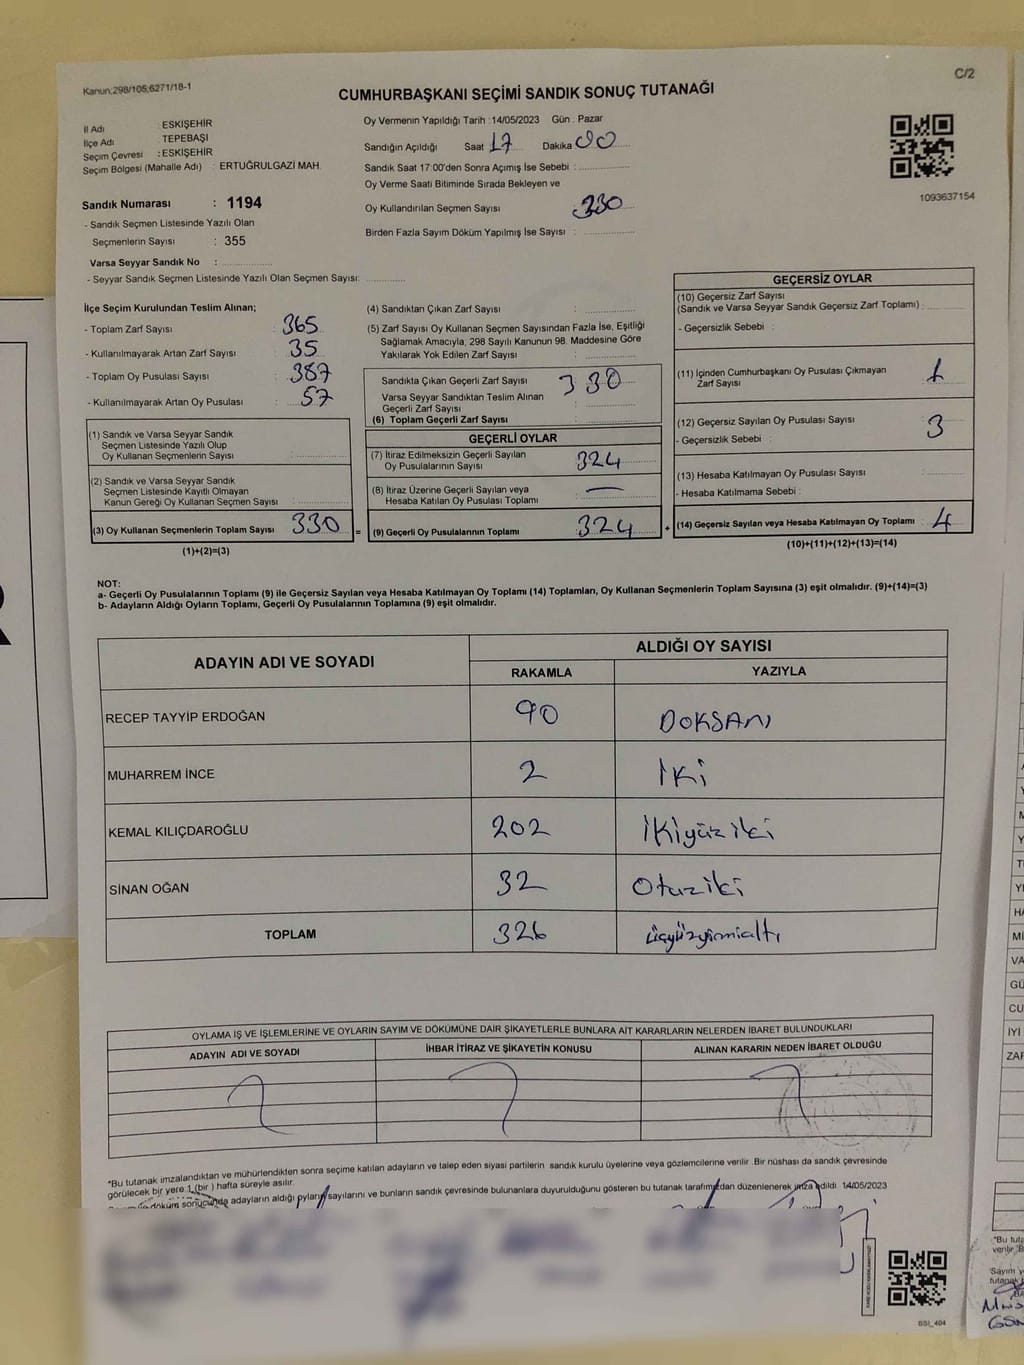 Kanun;298/105;6271/18-1
C/2
CUMHURBAŞKANI SEÇİMİ SANDIK SONUÇ TUTANAĞI
İl Adı : ESKİŞEHİR
İlçe Adı : TEPEBAŞI
Seçim Çevresi : ESKİŞEHİR
Seçim Bölgesi (Mahalle Adı) : ERTUĞRULGAZİ MAH.
Sandık Numarası : 1194
- Sandık Seçmen Listesinde Yazılı Olan
Seçmenlerin Sayısı : 355
Varsa Seyyar Sandık No :
- Seyyar Sandık Seçmen Listesinde Yazılı Olan Seçmen Sayısı:
Oy Vermenin Yapıldığı Tarih :14/05/2023 Gün : Pazar
Sandığın Açıldığı Saat 17 Dakika 00
Sandık Saat 17:00'den Sonra Açımış İse Sebebi :
Oy Verme Saati Bitiminde Sırada Bekleyen ve
Oy Kullandırılan Seçmen Sayısı : 330
Birden Fazla Sayım Döküm Yapılmış İse Sayısı :
1093637154
İlçe Seçim Kurulundan Teslim Alınan;
- Toplam Zarf Sayısı : 365
- Kullanılmayarak Artan Zarf Sayısı : 35
- Toplam Oy Pusulası Sayısı : 387
- Kullanılmayarak Artan Oy Pusulası : 57
(1) Sandık ve Varsa Seyyar Sandık
Seçmen Listesinde Yazılı Olup
Oy Kullanan Seçmenlerin Sayısı :
(2) Sandık ve Varsa Seyyar Sandık
Seçmen Listesinde Kayıtlı Olmayan
Kanun Gereği Oy Kullanan Seçmen Sayısı :
(3) Oy Kullanan Seçmenlerin Toplam Sayısı : 330
(1)+(2)=(3)
=
(4) Sandıktan Çıkan Zarf Sayısı :
(5) Zarf Sayısı Oy Kullanan Seçmen Sayısından Fazla İse, Eşitliği
Sağlamak Amacıyla, 298 Sayılı Kanunun 98. Maddesine Göre
Yakılarak Yok Edilen Zarf Sayısı :
Sandıkta Çıkan Geçerli Zarf Sayısı : 330
Varsa Seyyar Sandıktan Teslim Alınan
Geçerli Zarf Sayısı :
(6) Toplam Geçerli Zarf Sayısı :
GEÇERLİ OYLAR
(7) İtiraz Edilmeksizin Geçerli Sayılan
Oy Pusulalarının Sayısı : 324
(8) İtiraz Üzerine Geçerli Sayılan veya
Hesaba Katılan Oy Pusulası Toplamı : —
(9) Geçerli Oy Pusulalarının Toplamı : 324
+
GEÇERSİZ OYLAR
(10) Geçersiz Zarf Sayısı
(Sandık ve Varsa Seyyar Sandık Geçersiz Zarf Toplamı) :
- Geçersizlik Sebebi :
(11) İçinden Cumhurbaşkanı Oy Pusulası Çıkmayan
Zarf Sayısı : 1
(12) Geçersiz Sayılan Oy Pusulası Sayısı : 3
- Geçersizlik Sebebi :
(13) Hesaba Katılmayan Oy Pusulası Sayısı :
- Hesaba Katılmama Sebebi :
(14) Geçersiz Sayılan veya Hesaba Katılmayan Oy Toplamı : 4
(10)+(11)+(12)+(13)=(14)
NOT:
a- Geçerli Oy Pusulalarının Toplamı (9) ile Geçersiz Sayılan veya Hesaba Katılmayan Oy Toplamı (14) Toplamları, Oy Kullanan Seçmenlerin Toplam Sayısına (3) eşit olmalıdır. (9)+(14)=(3)
b- Adayların Aldığı Oyların Toplamı, Geçerli Oy Pusulalarının Toplamına (9) eşit olmalıdır.
ADAYIN ADI VE SOYADI ALDIĞI OY SAYISI
RAKAMLA YAZIYLA
RECEP TAYYİP ERDOĞAN 90 DOKSAN
MUHARREM İNCE 2 İKİ
KEMAL KILIÇDAROĞLU 202 İKİyüz iki
SİNAN OĞAN 32 Otuziki
TOPLAM 326 üçyüzyirmialtı
OYLAMA İŞ VE İŞLEMLERİNE VE OYLARIN SAYIM VE DÖKÜMÜNE DAİR ŞİKAYETLERLE BUNLARA AİT KARARLARIN NELERDEN İBARET BULUNDUKLARI
ADAYIN ADI VE SOYADI İHBAR İTİRAZ VE ŞİKAYETİN KONUSU ALINAN KARARIN NEDEN İBARET OLDUĞU
*Bu tutanak imzalandıktan ve mühürlendikten sonra seçime katılan adayların ve talep eden siyasi partilerin sandık kurulu üyelerine veya gözlemcilerine verilir .Bir nüshası da sandık çevresinde
görülecek bir yere 1 (bir ) hafta süreyle asılır.
döküm sonucunda adayların aldığı oyların sayılarını ve bunların sandık çevresinde bulunanlara duyurulduğunu gösteren bu tutanak tarafımızdan düzenlenerek imza edildi. 14/05/2023
SSI_404